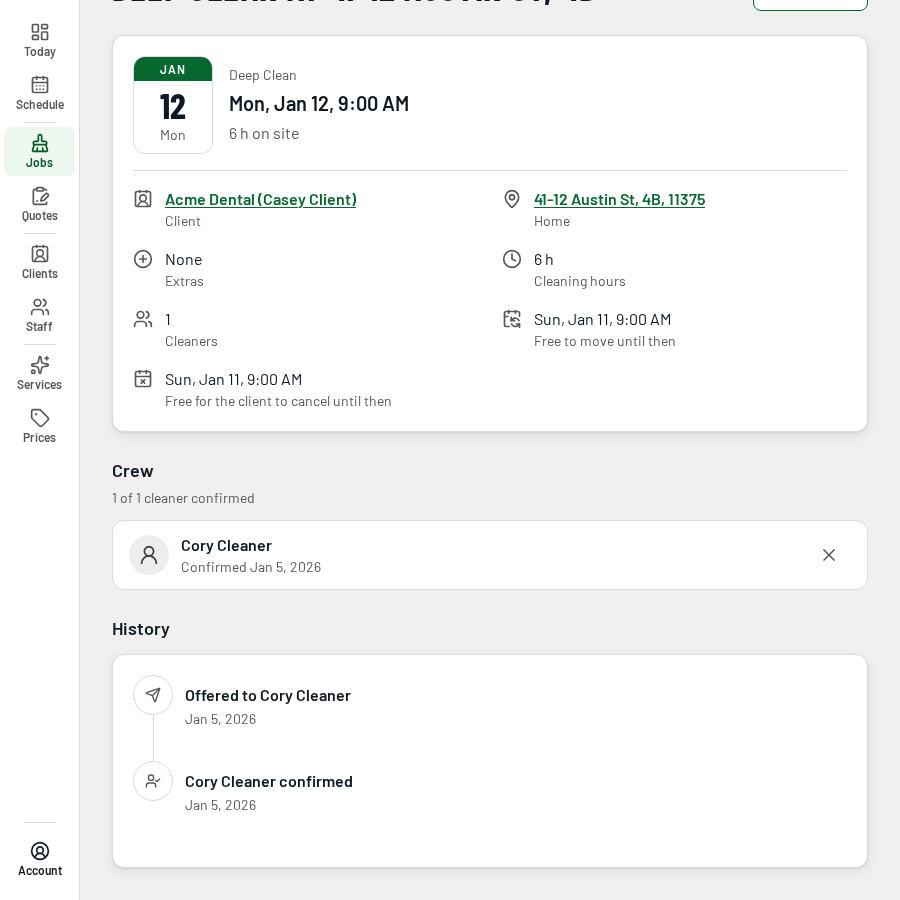 Today
Schedule
Jobs
Quotes
Clients
Staff
Services
Prices
Account
JAN
12
Mon
Deep Clean
Mon, Jan 12, 9:00 AM
6 h on site
Acme Dental (Casey Client)
Client
41-12 Austin St, 4B, 11375
Home
None
Extras
6 h
Cleaning hours
1
Cleaners
Sun, Jan 11, 9:00 AM
Free to move until then
Sun, Jan 11, 9:00 AM
Free for the client to cancel until then
Crew
1 of 1 cleaner confirmed
Cory Cleaner
Confirmed Jan 5, 2026
History
Offered to Cory Cleaner
Jan 5, 2026
Cory Cleaner confirmed
Jan 5, 2026